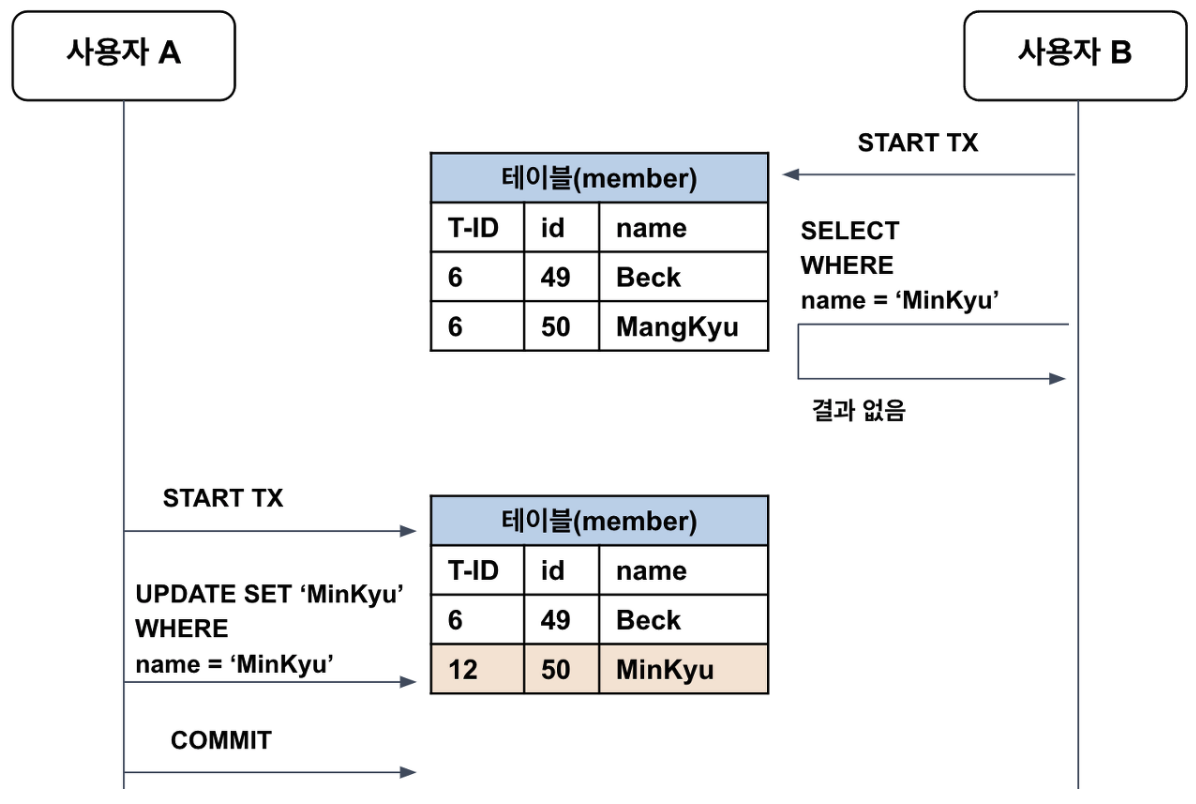 사용자 A
사용자 B
START TX
테이블(member)
T-ID id name
6 49 Beck
6 50 MangKyu
SELECT
WHERE
name = ‘MinKyu’
결과 없음
START TX
테이블(member)
T-ID id name
6 49 Beck
12 50 MinKyu
UPDATE SET ‘MinKyu’
WHERE
name = ‘MinKyu’
COMMIT